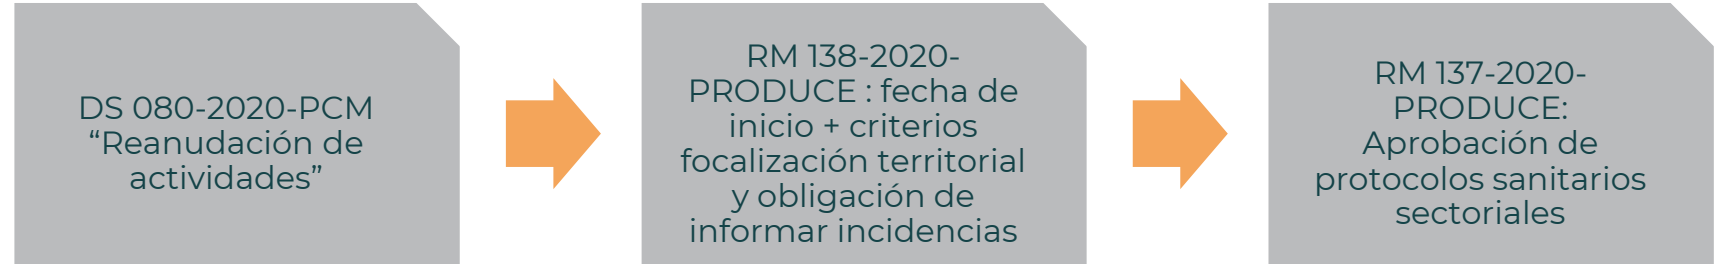 DS 080-2020-PCM
“Reanudación de
actividades”
RM 138-2020-
PRODUCE : fecha de
inicio + criterios
focalización territorial
y obligación de
informar incidencias
RM 137-2020-
PRODUCE:
Aprobación de
protocolos sanitarios
sectoriales